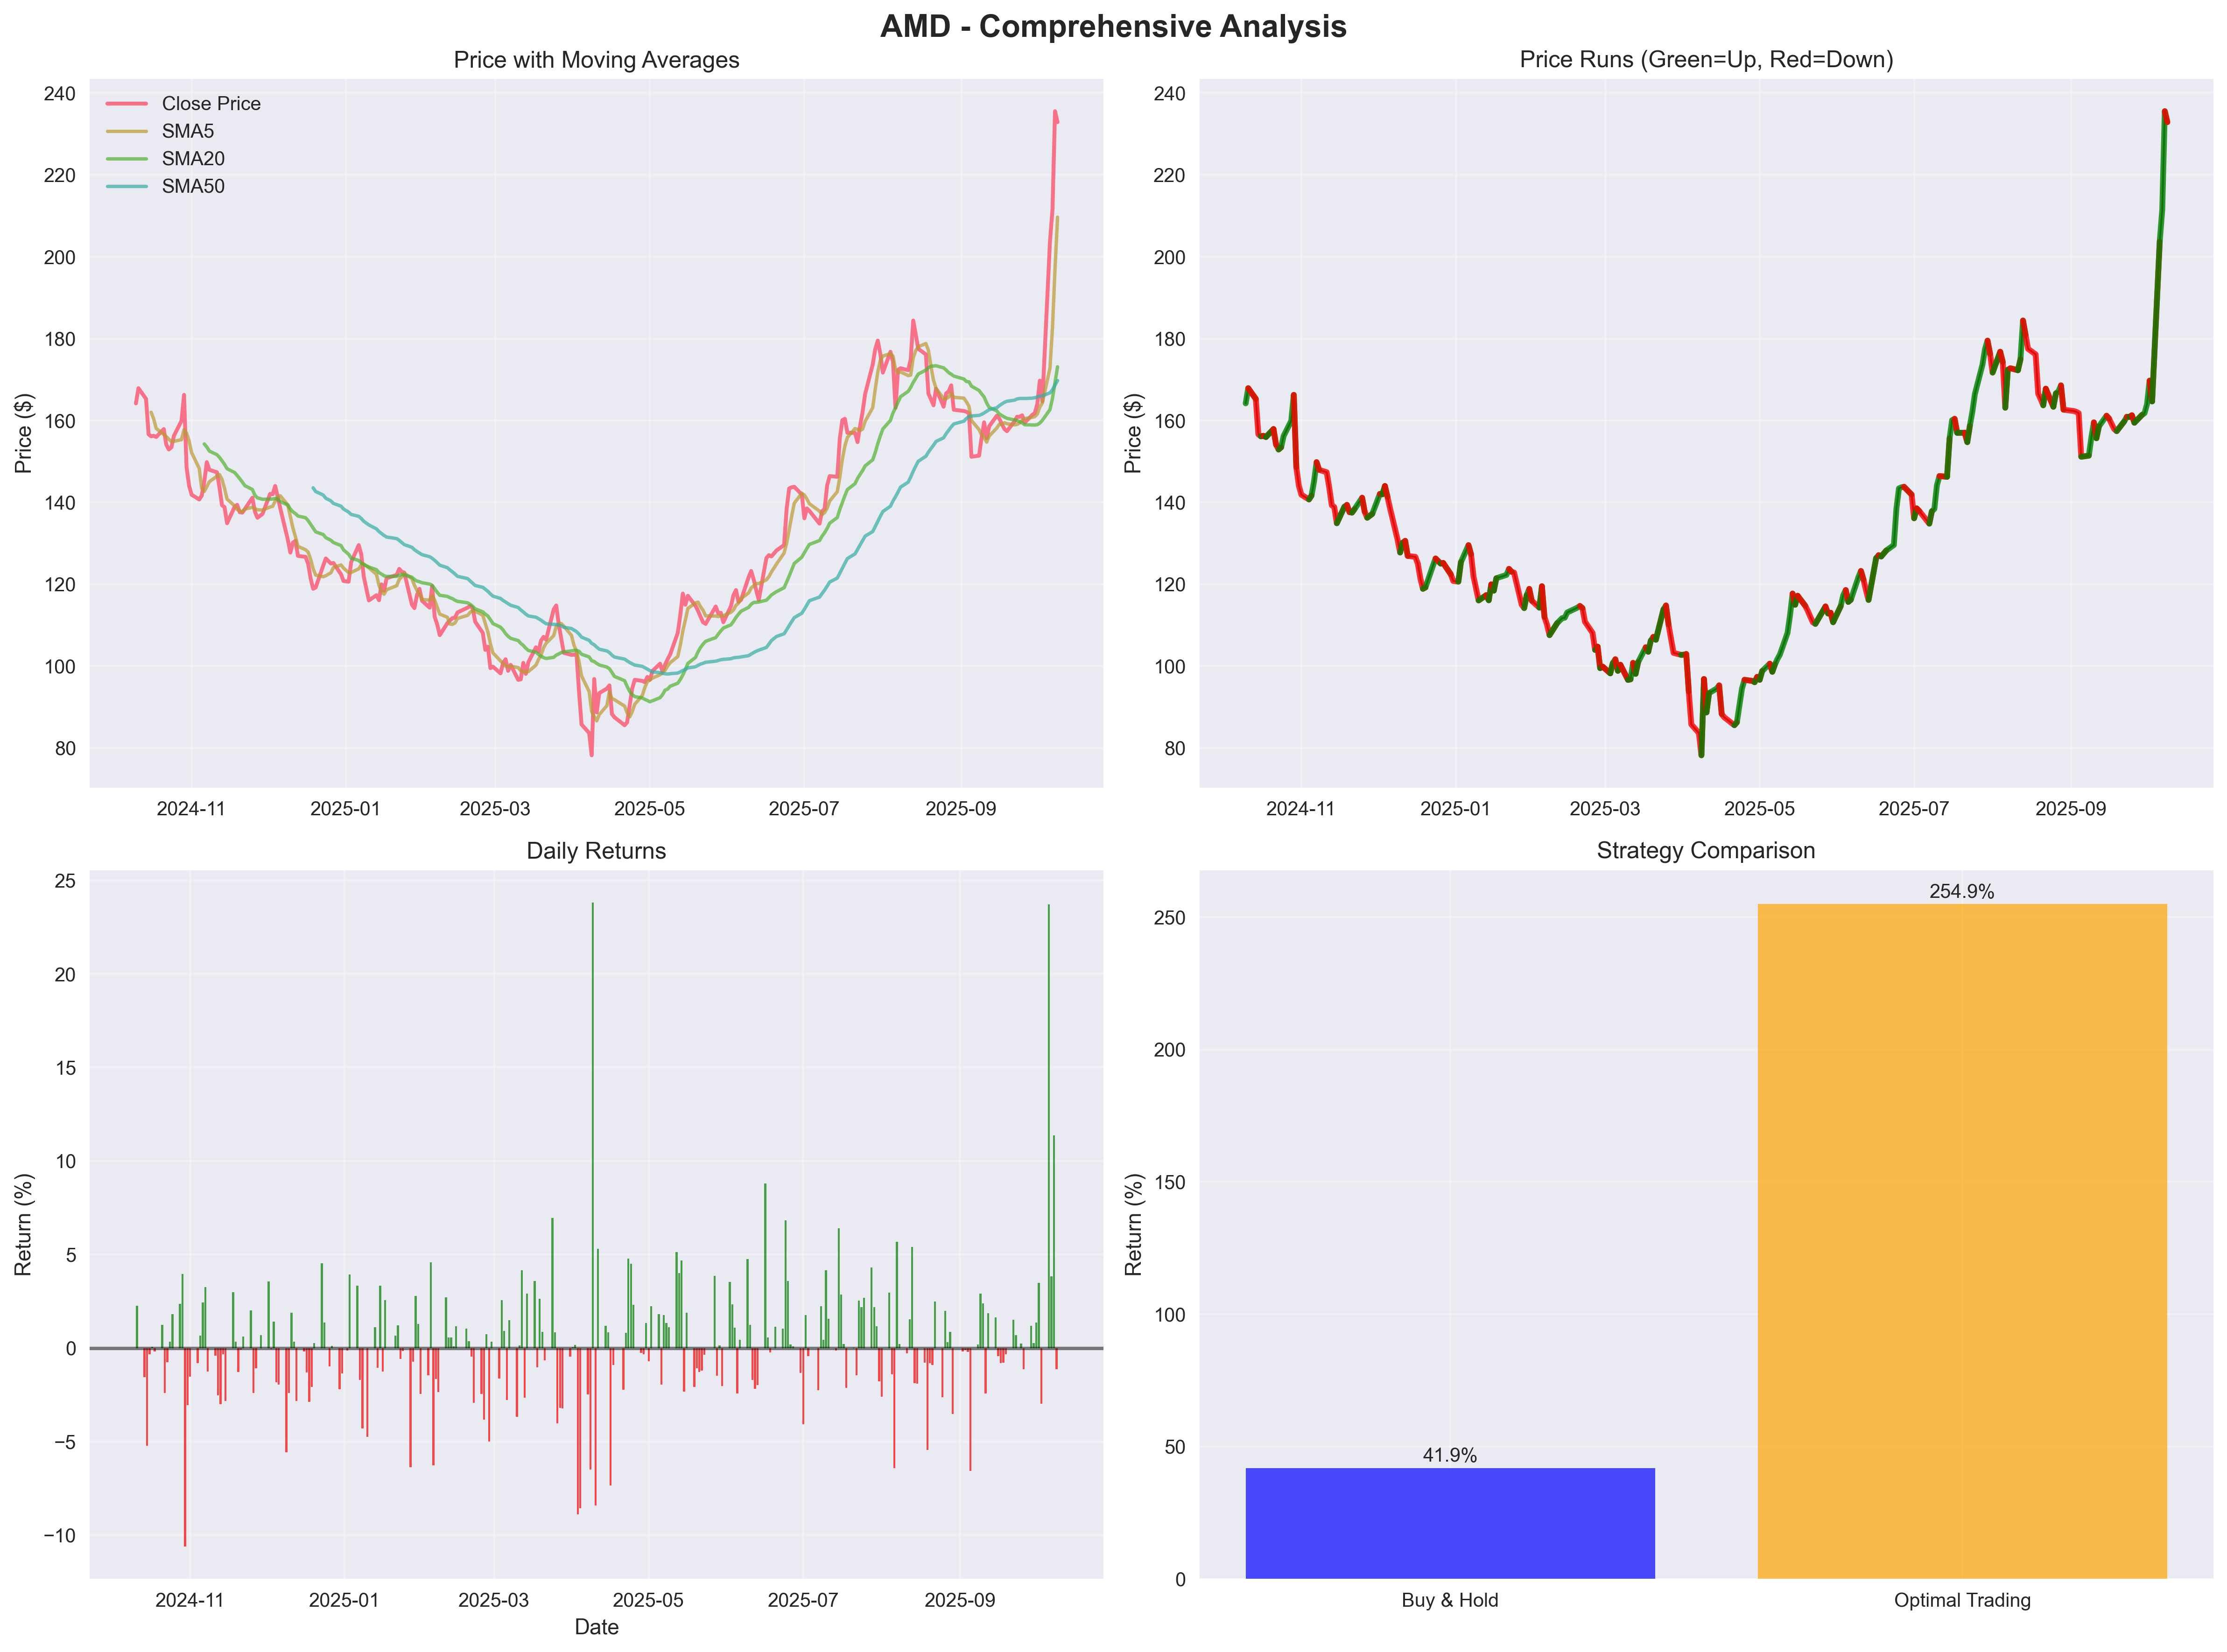 AMD - Comprehensive Analysis
Price with Moving Averages
Price ($)
240
220
200
180
160
140
120
100
80
Close Price
SMA5
SMA20
SMA50
2024-11 2025-01 2025-03 2025-05 2025-07 2025-09
Price Runs (Green=Up, Red=Down)
Price ($)
240
220
200
180
160
140
120
100
80
2024-11 2025-01 2025-03 2025-05 2025-07 2025-09
Daily Returns
Return (%)
25
20
15
10
5
0
−5
−10
2024-11 2025-01 2025-03 2025-05 2025-07 2025-09
Date
Strategy Comparison
Return (%)
250
200
150
100
50
0
254.9%
41.9%
Buy & Hold Optimal Trading